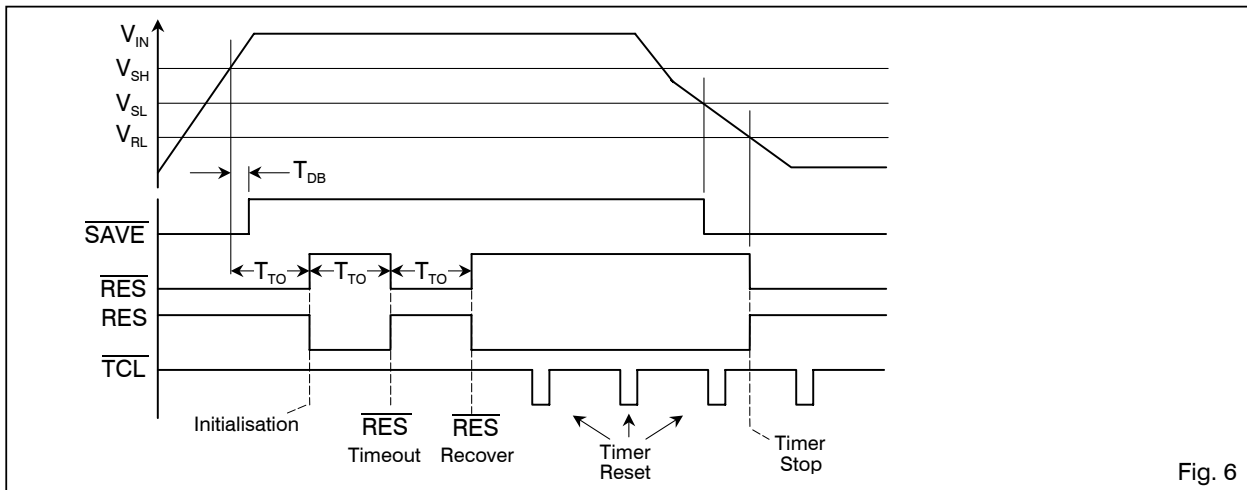 V_IN
V_SH
V_SL
V_RL
T_DB
SAVE
T_TO T_TO T_TO
RES
RES
TCL
Initialisation
RES
Timeout
RES
Recover
Timer
Reset
Timer
Stop
Fig. 6